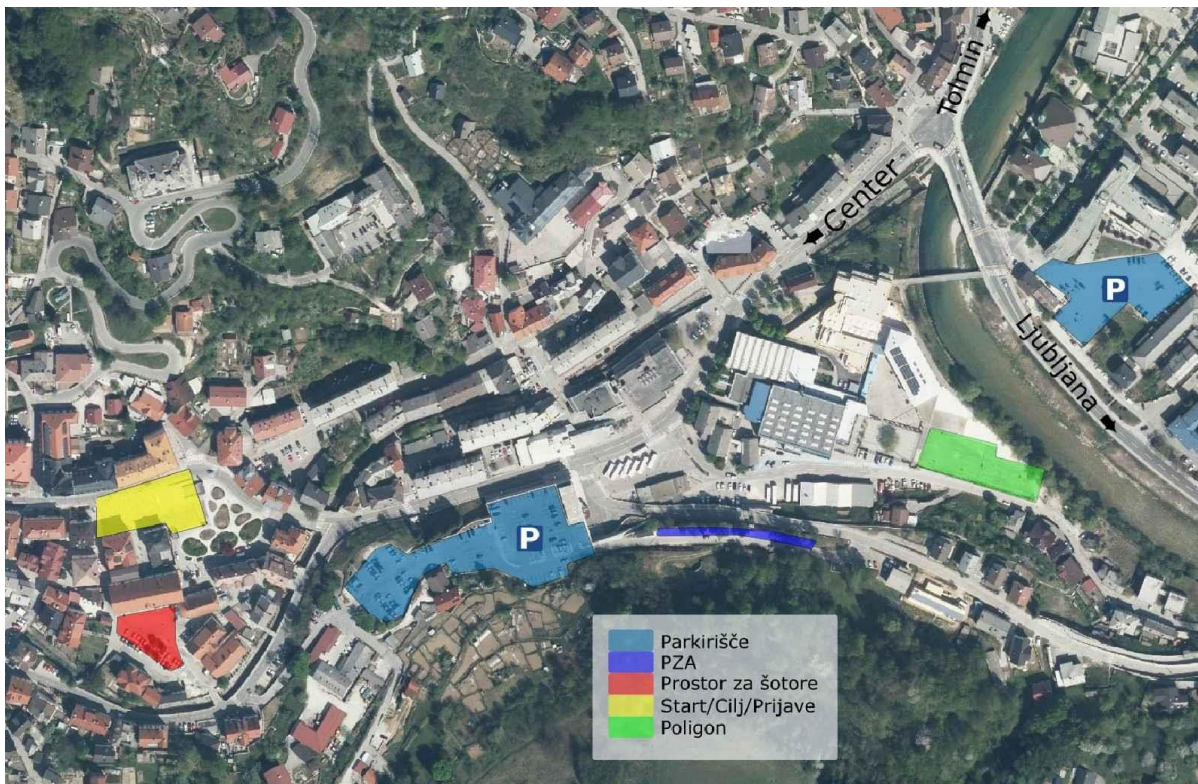 Tolmin
Center
P
Ljubljana
P
Parkirišče
PZA
Prostor za šotore
Start/Cilj/Prijave
Poligon